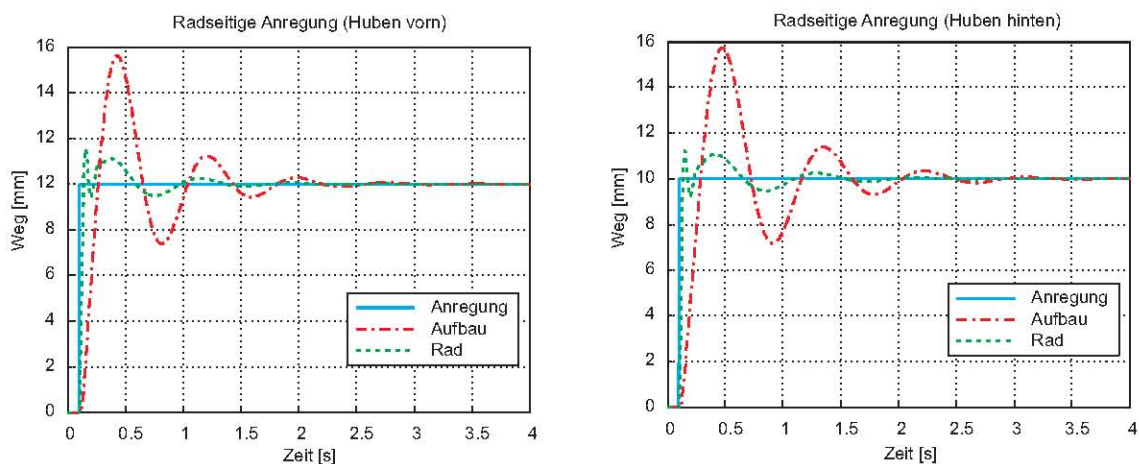 Radseitige Anregung (Huben vorn)
Weg [mm]
16
14
12
12
8
6
4
2
0
Anregung
Aufbau
Rad
0 0.5 1 1.5 2 2.5 3 3.5 4
Zeit [s]
Radseitige Anregung (Huben hinten)
Weg [mm]
16
14
12
10
8
6
4
2
0
Anregung
Aufbau
Rad
0 0.5 1 1.5 2 2.5 3 3.5 4
Zeit [s]